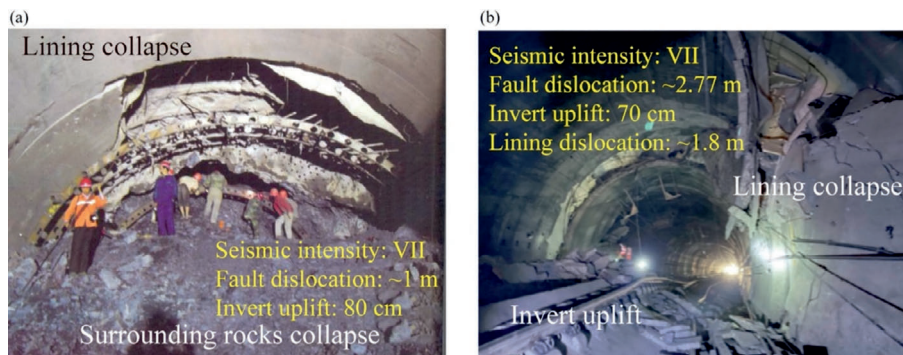 (a)
Lining collapse
Seismic intensity: VII
Fault dislocation: ~1 m
Invert uplift: 80 cm
Surrounding rocks collapse
(b)
Seismic intensity: VII
Fault dislocation: ~2.77 m
Invert uplift: 70 cm
Lining dislocation: ~1.8 m
Lining collapse
Invert uplift